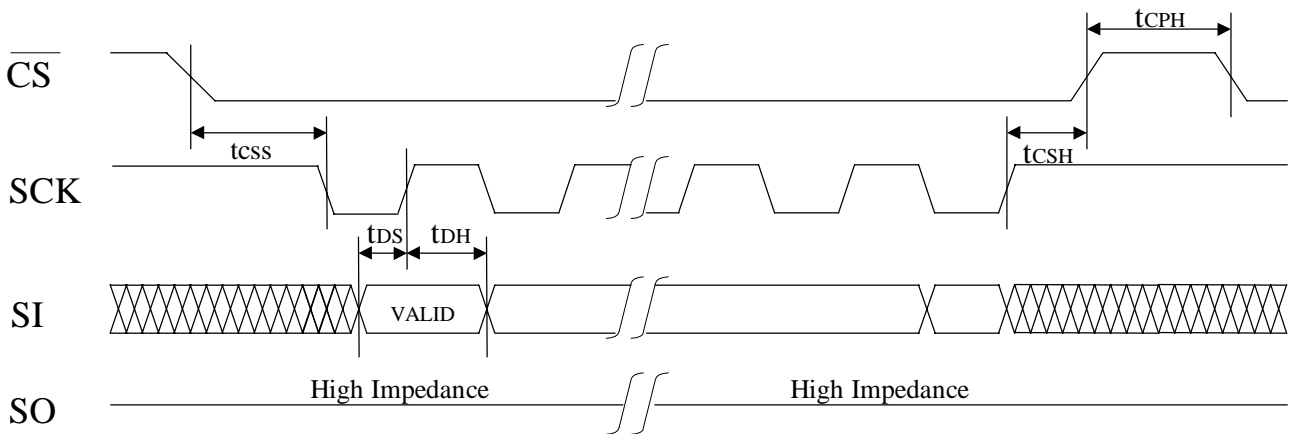 tCPH
CS
tCSS
tCSH
SCK
tDS
tDH
SI
VALID
High Impedance
High Impedance
SO